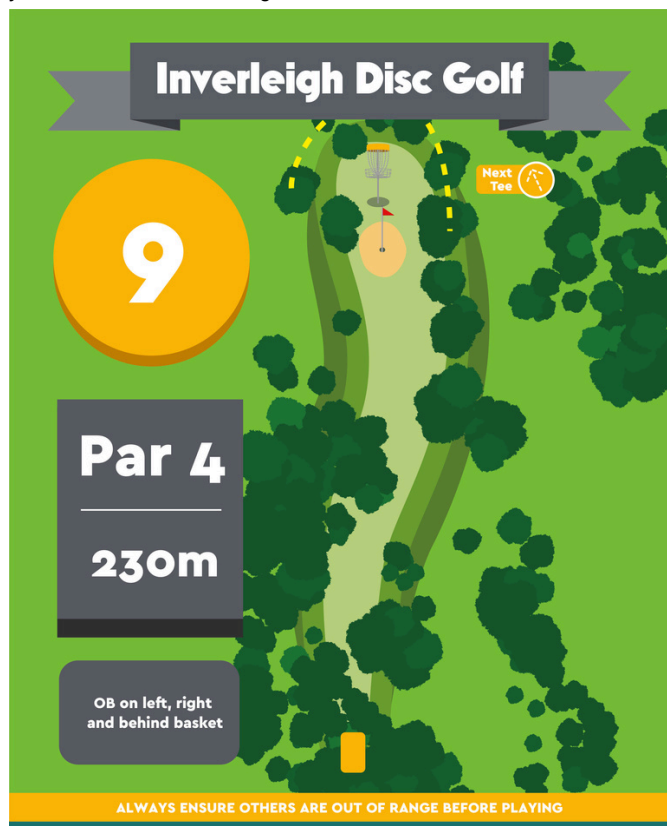 Inverleigh Disc Golf
Next
Tee
9
Par 4
230m
OB on left, right
and behind basket
ALWAYS ENSURE OTHERS ARE OUT OF RANGE BEFORE PLAYING